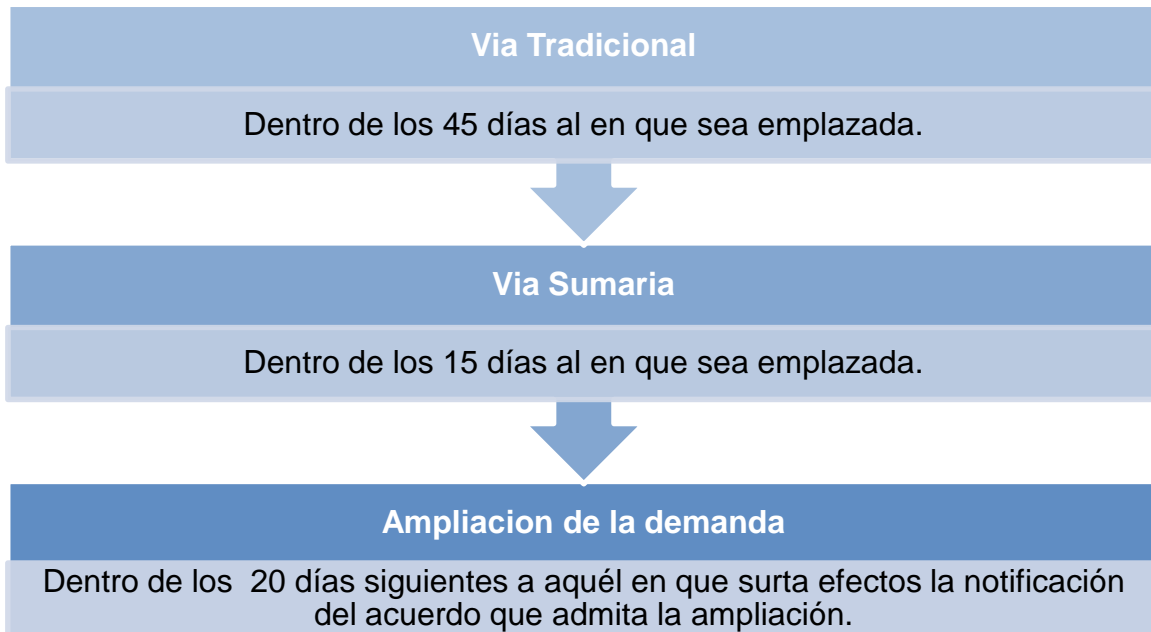 Via Tradicional
Dentro de los 45 días al en que sea emplazada.
Via Sumaria
Dentro de los 15 días al en que sea emplazada.
Ampliacion de la demanda
Dentro de los  20 días siguientes a aquél en que surta efectos la notificación
del acuerdo que admita la ampliación.